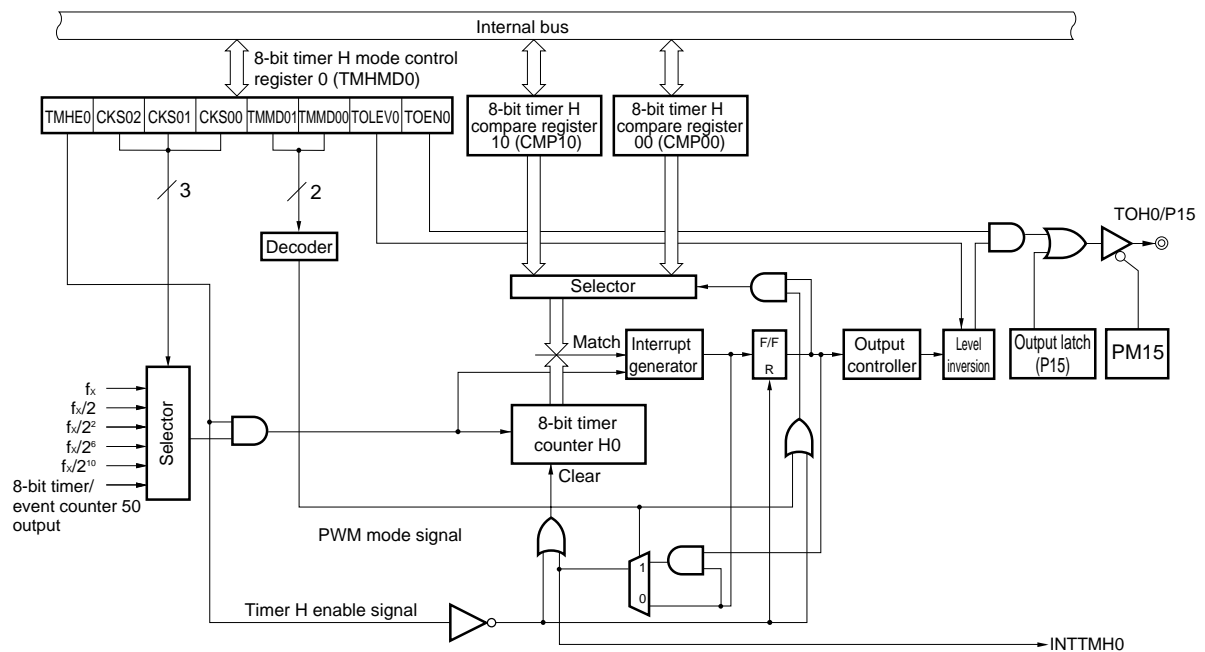 Internal bus
8-bit timer H mode control
register 0 (TMHMD0)
TMHE0 CKS02 CKS01 CKS00 TMMD01 TMMD00 TOLEV0 TOEN0
8-bit timer H
compare register
10 (CMP10)
8-bit timer H
compare register
00 (CMP00)
3
2
Decoder
TOH0/P15
Selector
Match
Interrupt
generator
F/F
R
Output
controller
Level
inversion
Output latch
(P15)
PM15
fX
fX/2
fX/2²
fX/2⁶
fX/2¹⁰
8-bit timer/
event counter 50
output
Selector
8-bit timer
counter H0
Clear
PWM mode signal
1
0
Timer H enable signal
INTTMH0